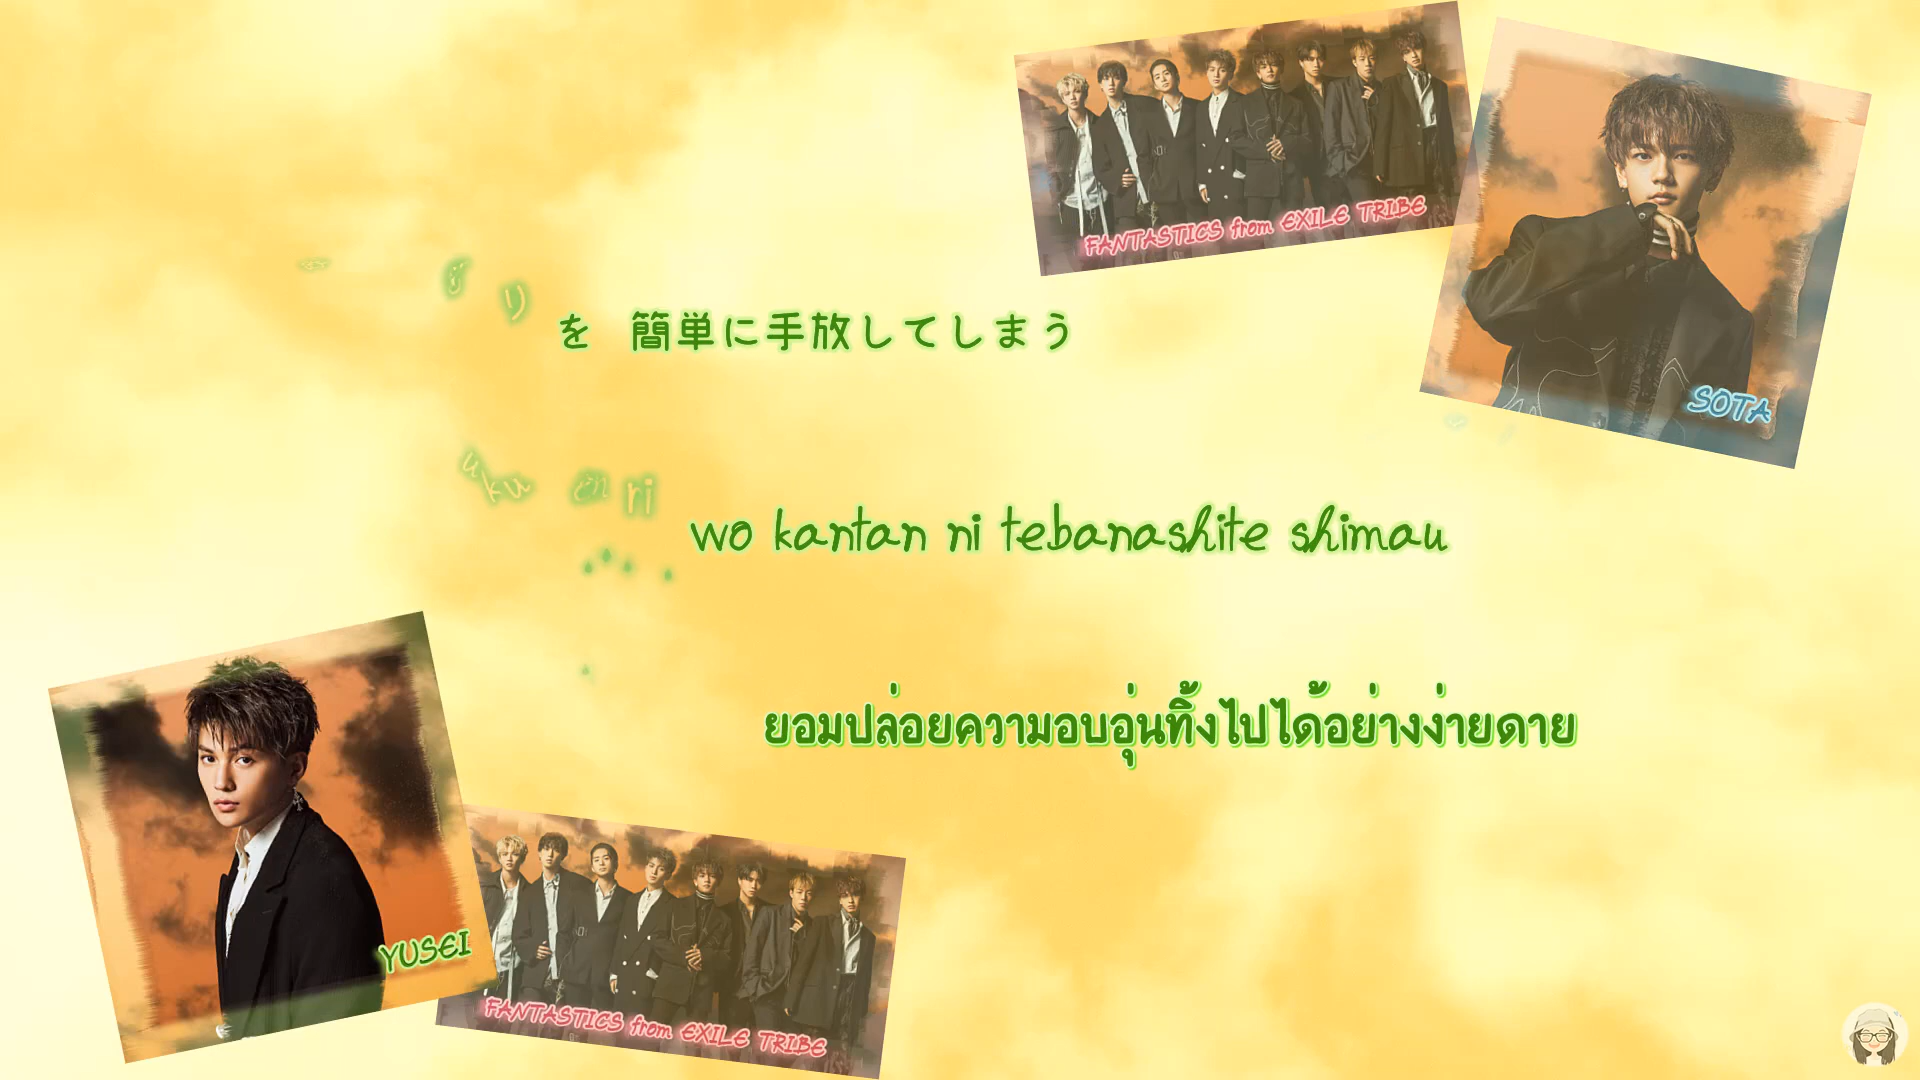 FANTASTICS from EXILE TRIBE
SOTA
り を 簡単に手放してしまう
ri wo kantan ni tebanashite shimau
ยอมปล่อยความอบอุ่นทิ้งไปได้อย่างง่ายดาย
YUSEI
FANTASTICS from EXILE TRIBE